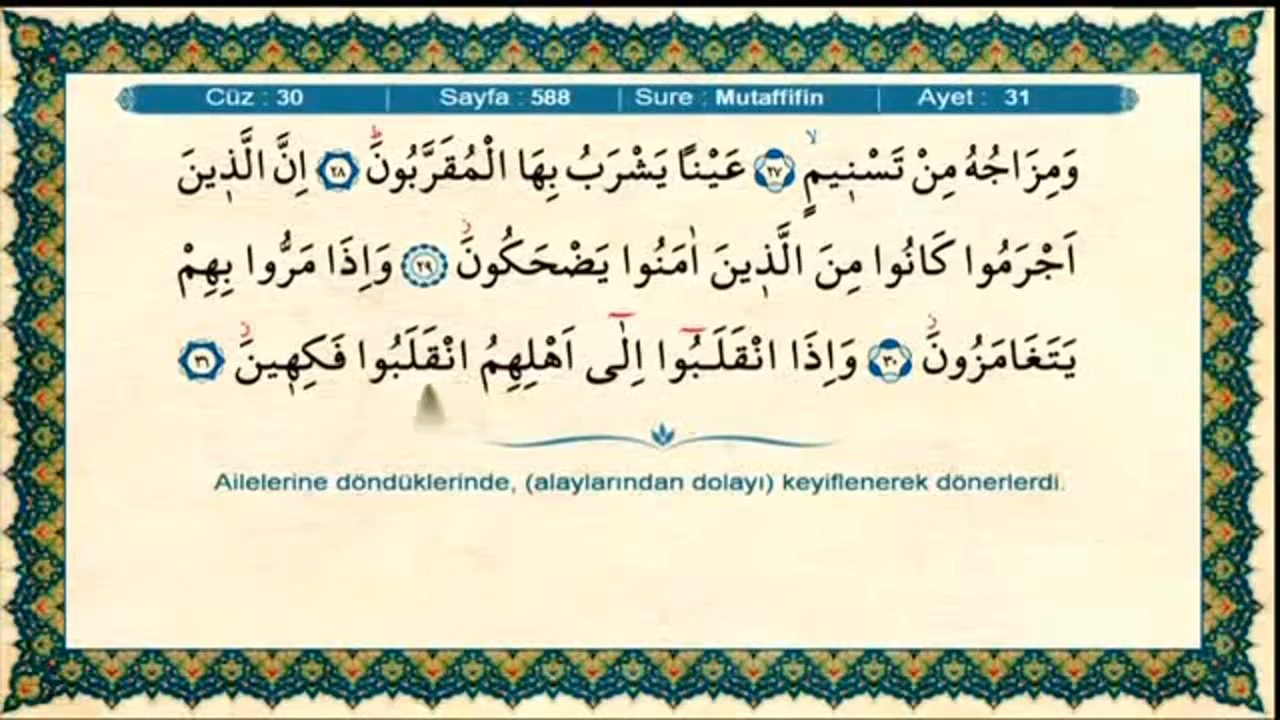 Cüz : 30 | Sayfa : 588 | Sure : Mutaffifin | Ayet : 31
وَمِزَاجُهُ مِنْ تَسْن۪يمٍۙ ﴿٢٧﴾ عَيْناً يَشْرَبُ بِهَا الْمُقَرَّبُونَۜ ﴿٢٨﴾ اِنَّ الَّذ۪ينَ
اَجْرَمُوا كَانُوا مِنَ الَّذ۪ينَ اٰمَنُوا يَضْحَكُونَۘ ﴿٢٩﴾ وَاِذَا مَرُّوا بِهِمْ
يَتَغَامَزُونَۘ ﴿٣٠﴾ وَاِذَا انْقَلَبُٓوا اِلٰٓى اَهْلِهِمُ انْقَلَبُوا فَكِه۪ينَۘ ﴿٣١﴾
Ailelerine döndüklerinde, (alaylarından dolayı) keyiflenerek dönerlerdi.